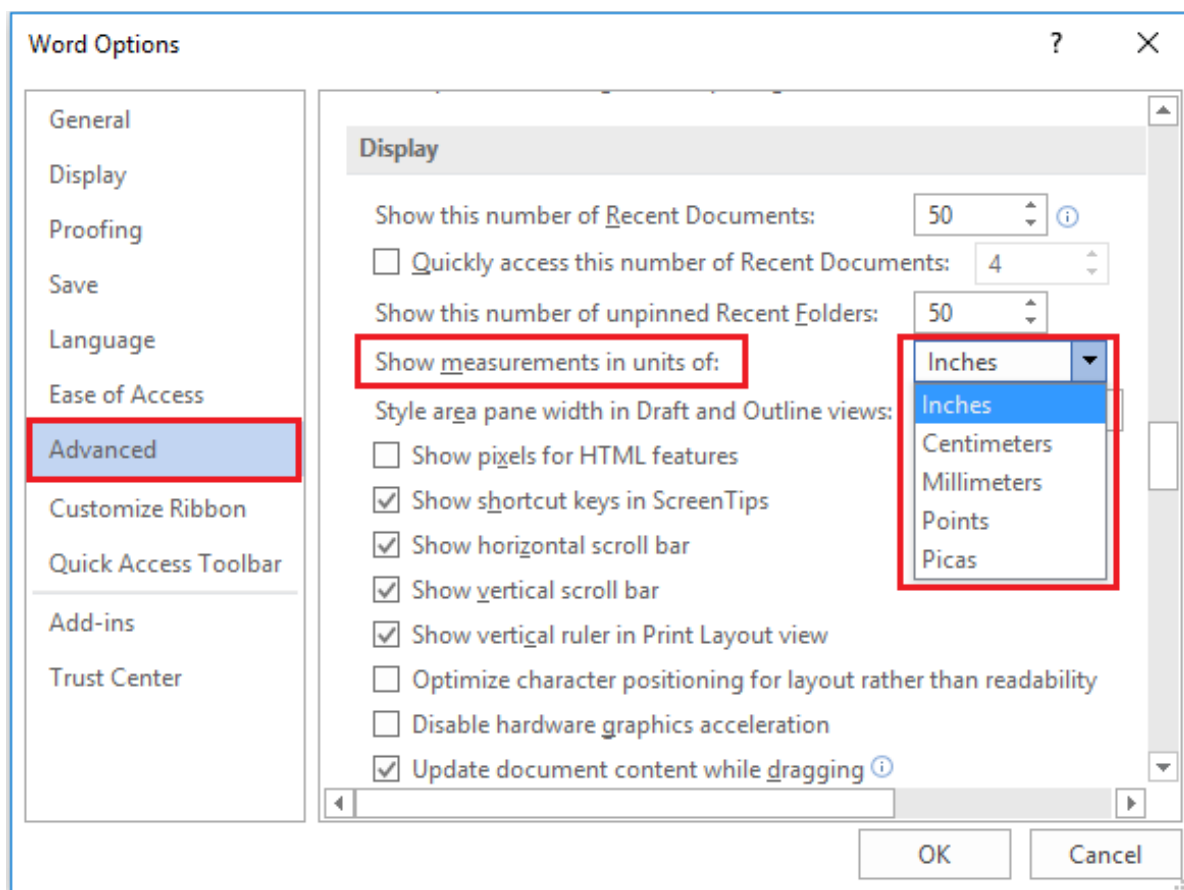 Word Options
?
General
Display
Proofing
Save
Language
Ease of Access
Advanced
Customize Ribbon
Quick Access Toolbar
Add-ins
Trust Center
Display
Show this number of Recent Documents: 50
Quickly access this number of Recent Documents: 4
Show this number of unpinned Recent Folders: 50
Show measurements in units of: Inches
Style area pane width in Draft and Outline views:
Inches
Centimeters
Millimeters
Points
Picas
Show pixels for HTML features
Show shortcut keys in ScreenTips
Show horizontal scroll bar
Show vertical scroll bar
Show vertical ruler in Print Layout view
Optimize character positioning for layout rather than readability
Disable hardware graphics acceleration
Update document content while dragging
OK
Cancel